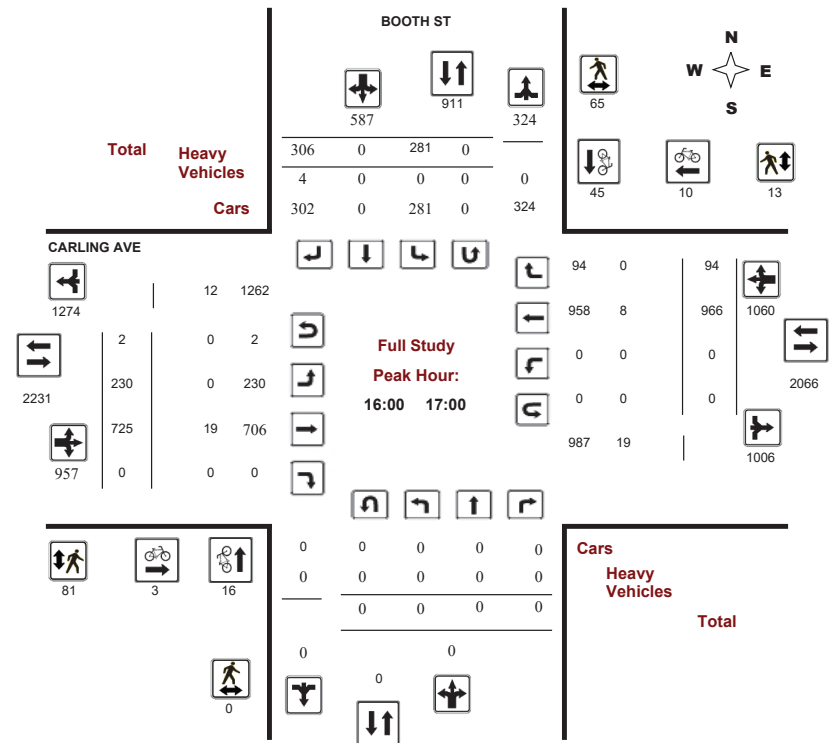 BOOTH ST
N
W E
S
587 911 324 65
Total Heavy Vehicles
306 0 281 0
4 0 0 0 0
Cars 302 0 281 0 324
45 10 13
CARLING AVE
1274 12 1262
2 0 2
2231 230 0 230
725 19 706
957 0 0 0
Full Study
Peak Hour:
16:00 17:00
94 0 94
958 8 966 1060
0 0 0
0 0 0 2066
987 19 1006
81 3 16
0
0 0 0 0 0
0 0 0 0 0
0 0 0 0
0 0
0
Cars
Heavy
Vehicles
Total